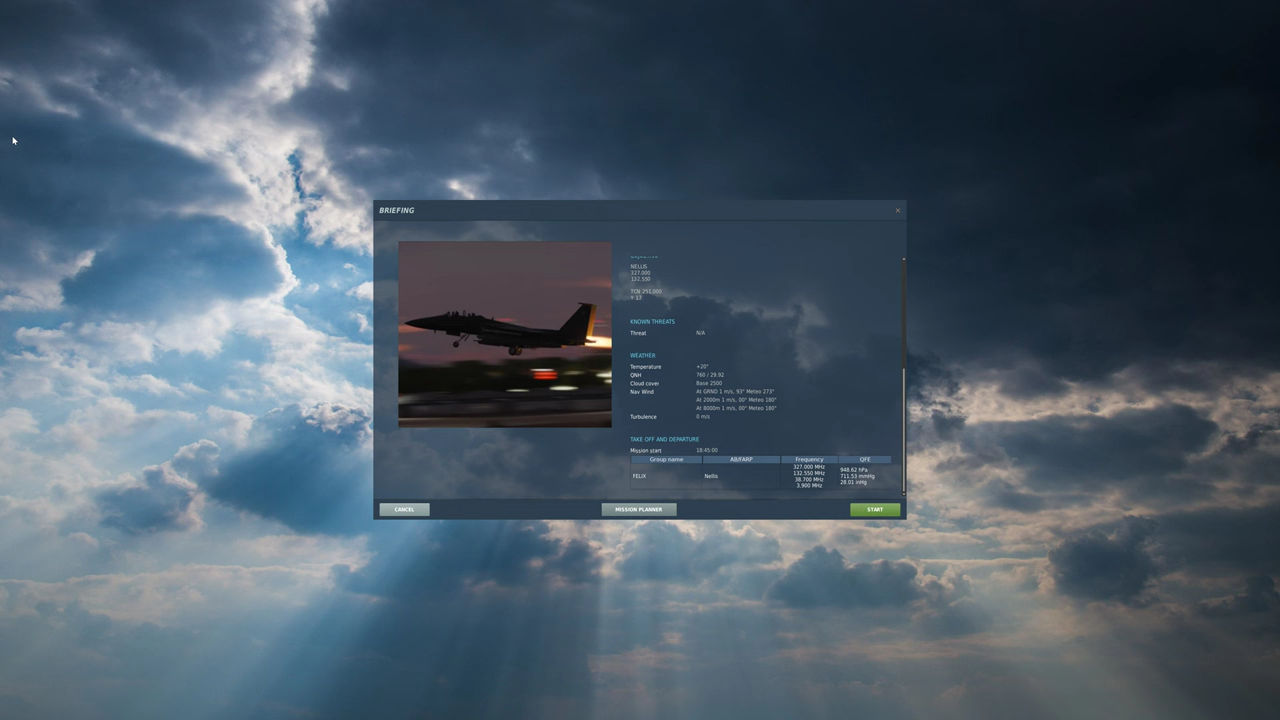 BRIEFING
NELLIS
327.000
132.550
TCN 251.000
Y 13
KNOWN THREATS
Threat N/A
WEATHER
Temperature +20°
QNH 760 / 29.92
Cloud cover Base 2500
Nav Wind At GRND 1 m/s, 93° Meteo 273°
At 2000m 1 m/s, 00° Meteo 180°
At 8000m 1 m/s, 00° Meteo 180°
Turbulence 0 m/s
TAKE OFF AND DEPARTURE
Mission start 18:45:00
Group name AB/FARP Frequency QFE
FELIX Nellis
327.000 MHz
132.550 MHz
38.700 MHz
3.900 MHz
948.62 hPa
711.53 mmHg
28.01 inHg
CANCEL MISSION PLANNER START